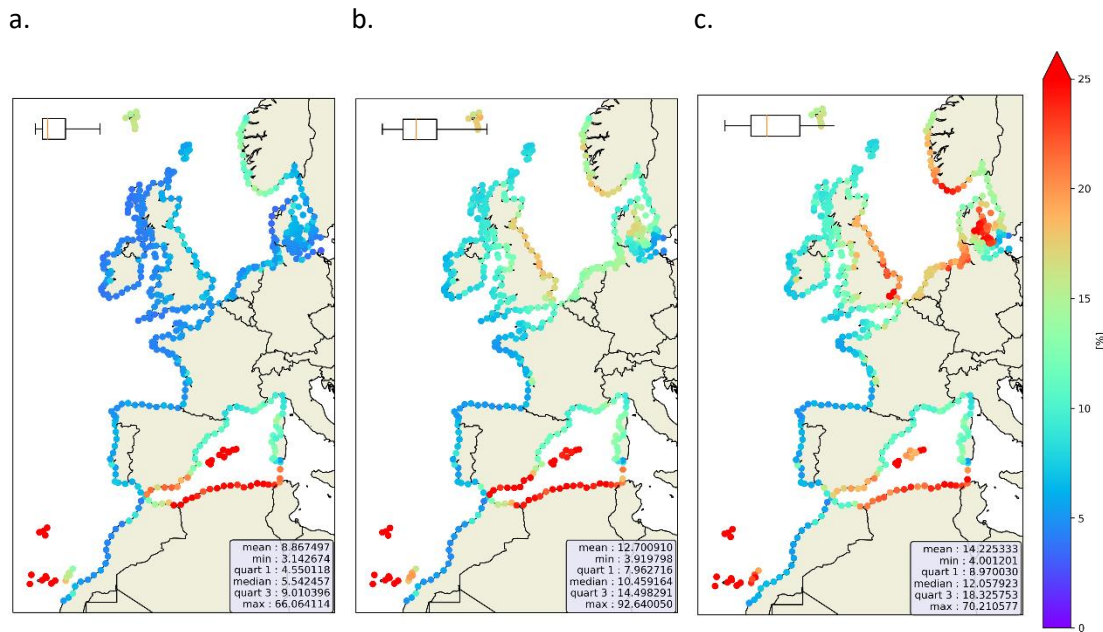 a.
b.
c.
mean : 8.867497
min : 3.142674
quart 1 : 4.550118
median : 5.542457
quart 3 : 9.010396
max : 66.064114
mean : 12.700910
min : 3.919798
quart 1 : 7.962716
median : 10.459164
quart 3 : 14.498291
max : 92.640050
mean : 14.225333
min : 4.001201
quart 1 : 8.970030
median : 12.057923
quart 3 : 18.325753
max : 70.210577
25
20
15
10
5
0
[%]